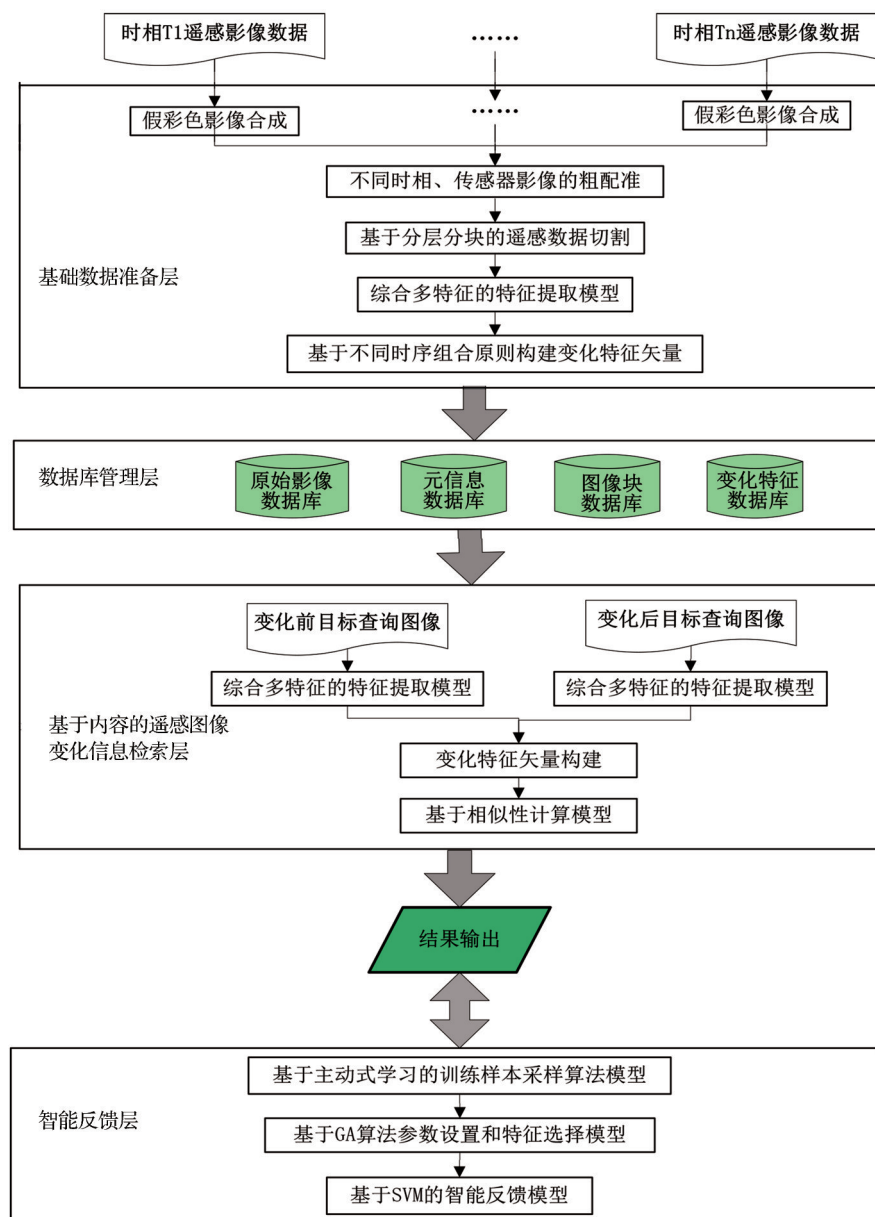 时相T1遥感影像数据
……
时相Tn遥感影像数据
假彩色影像合成
……
假彩色影像合成
不同时相、传感器影像的粗配准
基于分层分块的遥感数据切割
基础数据准备层
综合多特征的特征提取模型
基于不同时序组合原则构建变化特征矢量
数据库管理层
原始影像
数据库
元信息
数据库
图像块
数据库
变化特征
数据库
变化前目标查询图像
变化后目标查询图像
综合多特征的特征提取模型
综合多特征的特征提取模型
基于内容的遥感图像
变化信息检索层
变化特征矢量构建
基于相似性计算模型
结果输出
基于主动式学习的训练样本采样算法模型
智能反馈层
基于GA算法参数设置和特征选择模型
基于SVM的智能反馈模型